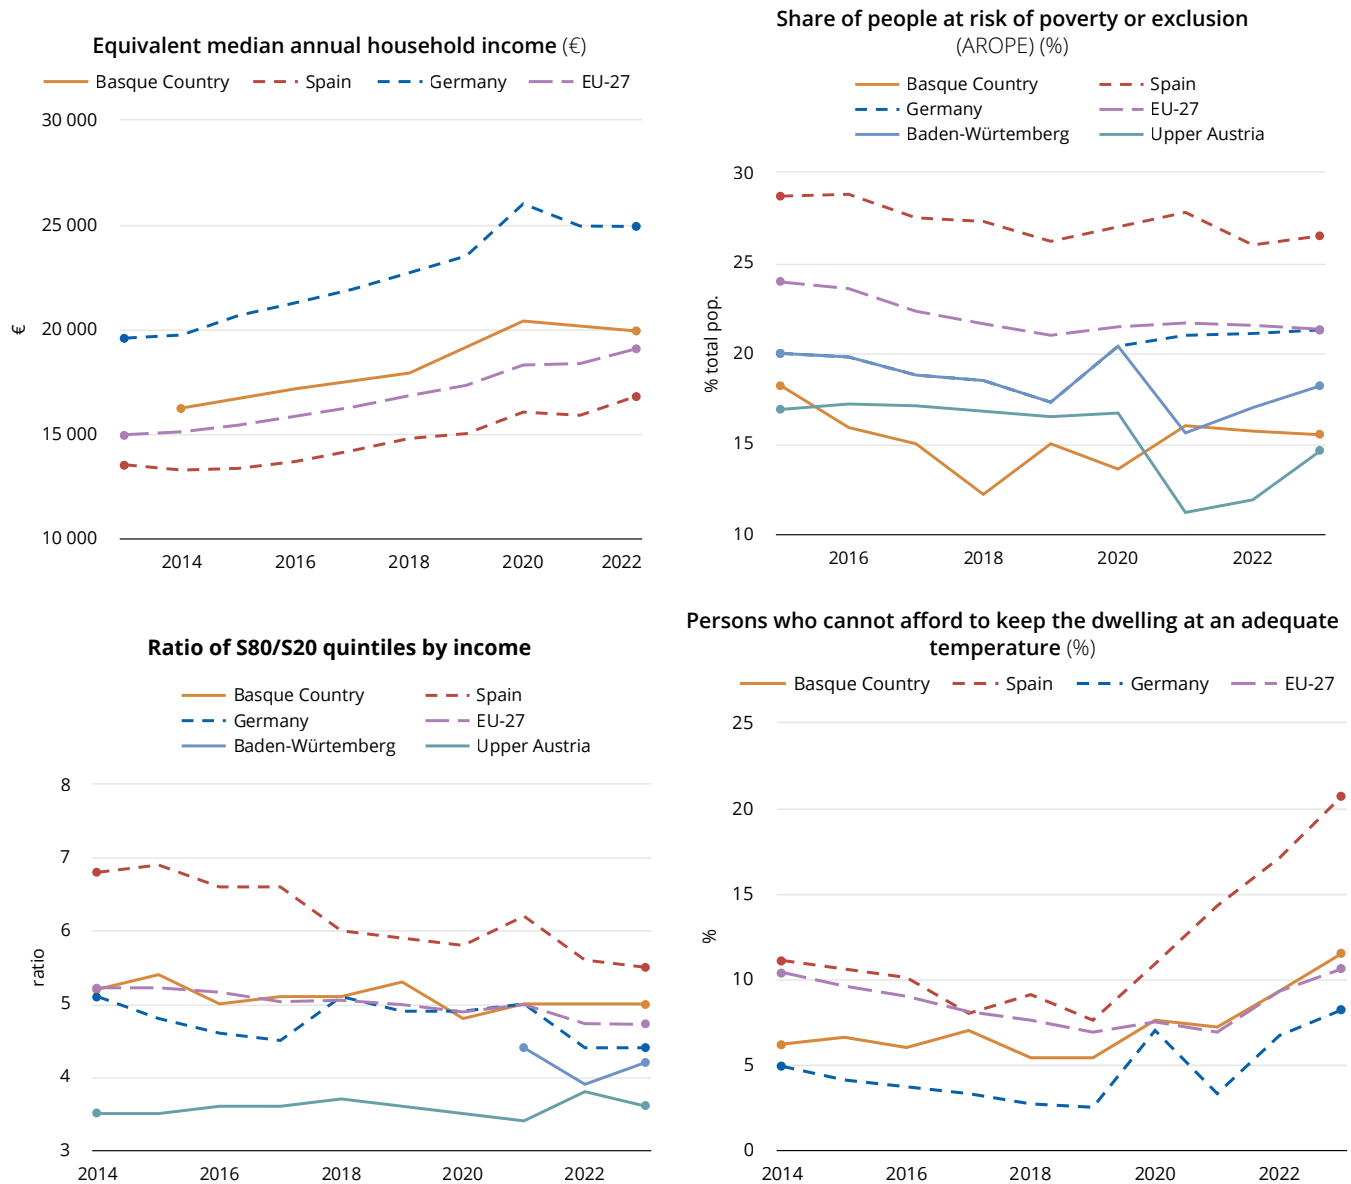 Equivalent median annual household income (€)
Basque Country Spain Germany EU-27
30 000
25 000
20 000
15 000
10 000
€
2014 2016 2018 2020 2022
Share of people at risk of poverty or exclusion
(AROPE) (%)
Basque Country Spain
Germany EU-27
Baden-Würtemberg Upper Austria
30
25
20
15
10
% total pop.
2016 2018 2020 2022
Ratio of S80/S20 quintiles by income
Basque Country Spain
Germany EU-27
Baden-Würtemberg Upper Austria
8
7
6
5
4
3
ratio
2014 2016 2018 2020 2022
Persons who cannot afford to keep the dwelling at an adequate
temperature (%)
Basque Country Spain Germany EU-27
25
20
15
10
5
0
%
2014 2016 2018 2020 2022